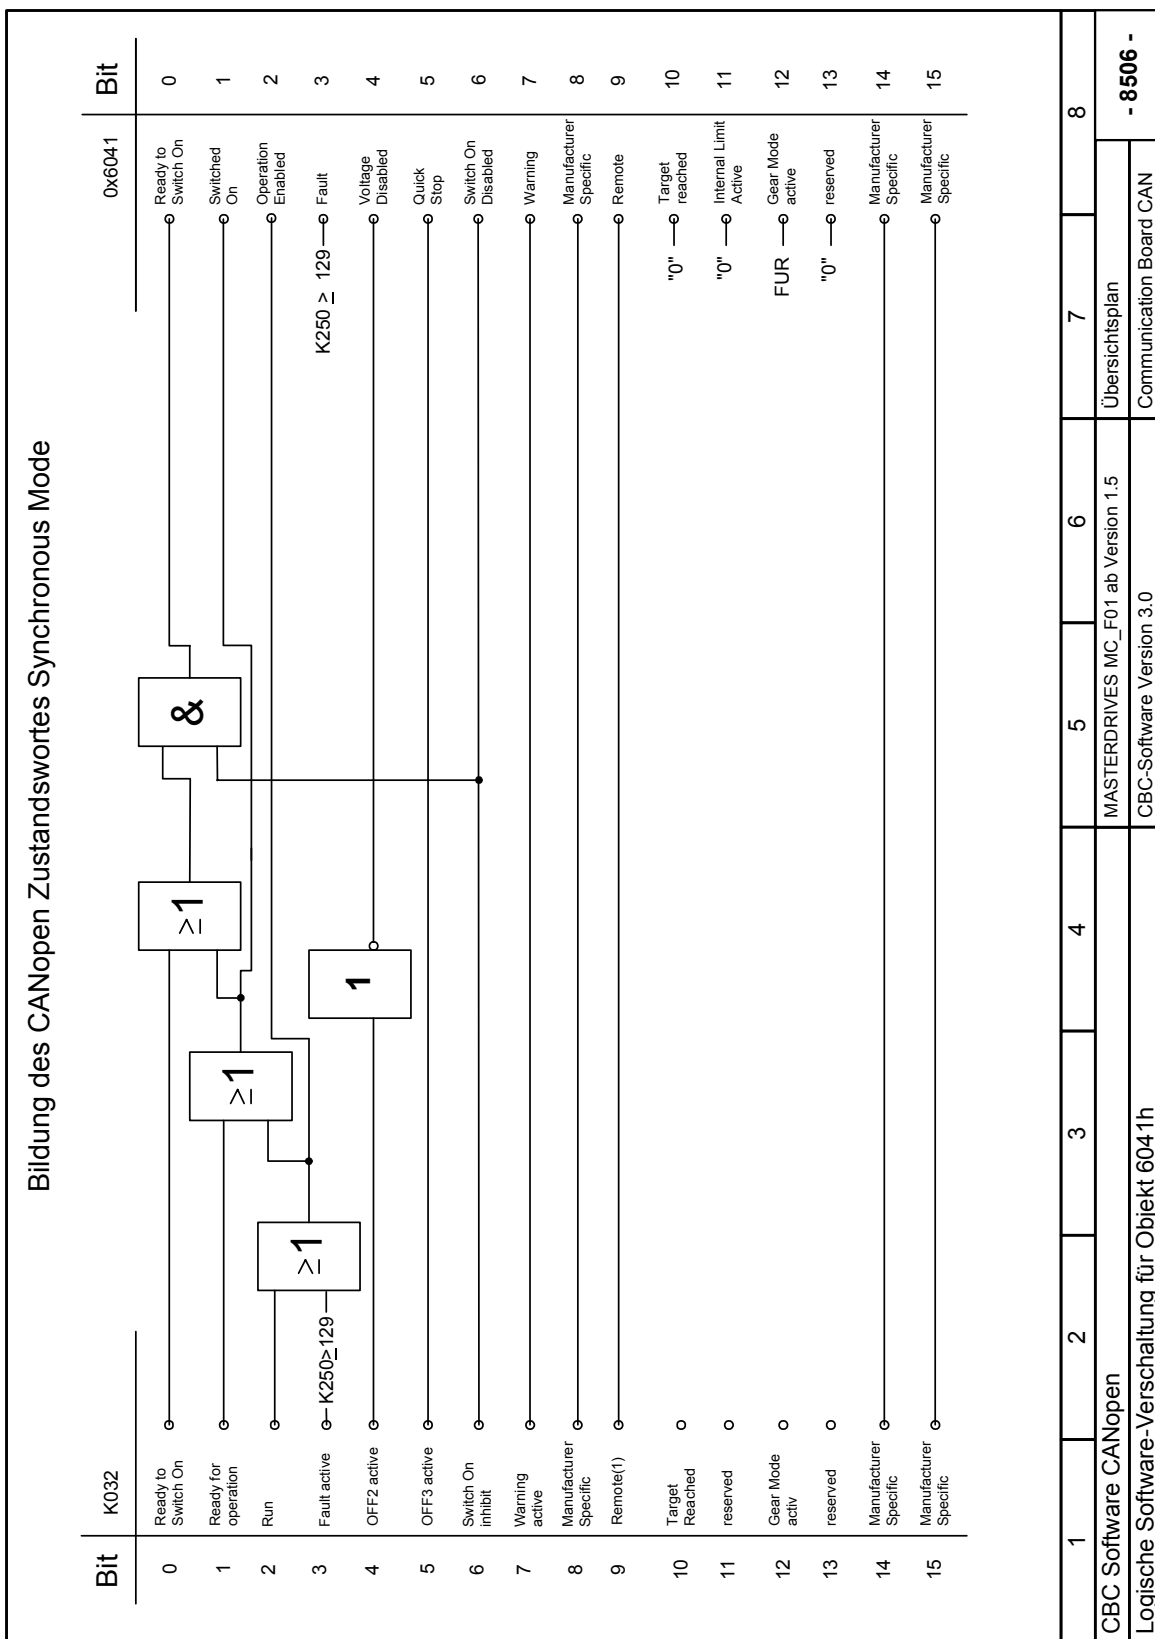 Bildung des CANopen Zustandswortes Synchronous Mode
Bit
K032
0x6041
Bit
0
Ready to
Switch On
Ready to
Switch On
0
1
Ready for
operation
Switched
On
1
2
Run
Operation
Enabled
2
3
Fault active
K250≥129
K250 ≥ 129
Fault
3
4
OFF2 active
Voltage
Disabled
4
5
OFF3 active
Quick
Stop
5
6
Switch On
inhibit
Switch On
Disabled
6
7
Warning
active
Warning
7
8
Manufacturer
Specific
Manufacturer
Specific
8
9
Remote(1)
Remote
9
10
Target
Reached
"0"
Target
reached
10
11
reserved
"0"
Internal Limit
Active
11
12
Gear Mode
activ
FUR
Gear Mode
active
12
13
reserved
"0"
reserved
13
14
Manufacturer
Specific
Manufacturer
Specific
14
15
Manufacturer
Specific
Manufacturer
Specific
15
≥1
≥1
≥1
1
&
1 2 3 4 5 6 7 8
CBC Software CANopen
MASTERDRIVES MC_F01 ab Version 1.5
Übersichtsplan
- 8506 -
Logische Software-Verschaltung für Objekt 6041h
CBC-Software Version 3.0
Communication Board CAN